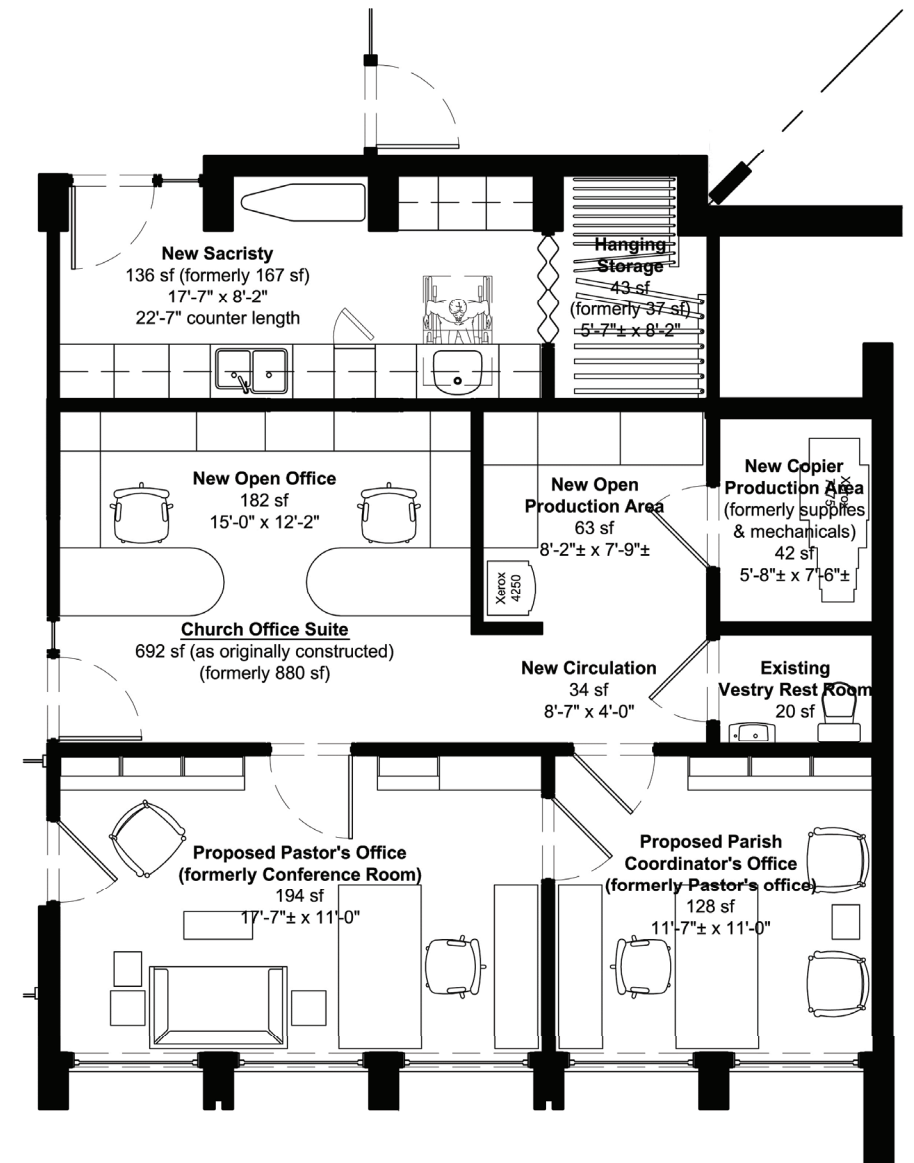 New Sacristy
136 sf (formerly 167 sf)
17'-7" x 8'-2"
22'-7" counter length
Hanging
Storage
43 sf
(formerly 37 sf)
5'-7"± x 8'-2"
New Open Office
182 sf
15'-0" x 12'-2"
New Open
Production Area
63 sf
8'-2"± x 7'-9"±
New Copier
Production Area
(formerly supplies
& mechanicals)
42 sf
5'-8"± x 7'-6"±
Xerox
4250
Church Office Suite
692 sf (as originally constructed)
(formerly 880 sf)
New Circulation
34 sf
8'-7" x 4'-0"
Existing
Vestry Rest Room
20 sf
Proposed Pastor's Office
(formerly Conference Room)
194 sf
17'-7"± x 11'-0"
Proposed Parish
Coordinator's Office
(formerly Pastor's office)
128 sf
11'-7"± x 11'-0"